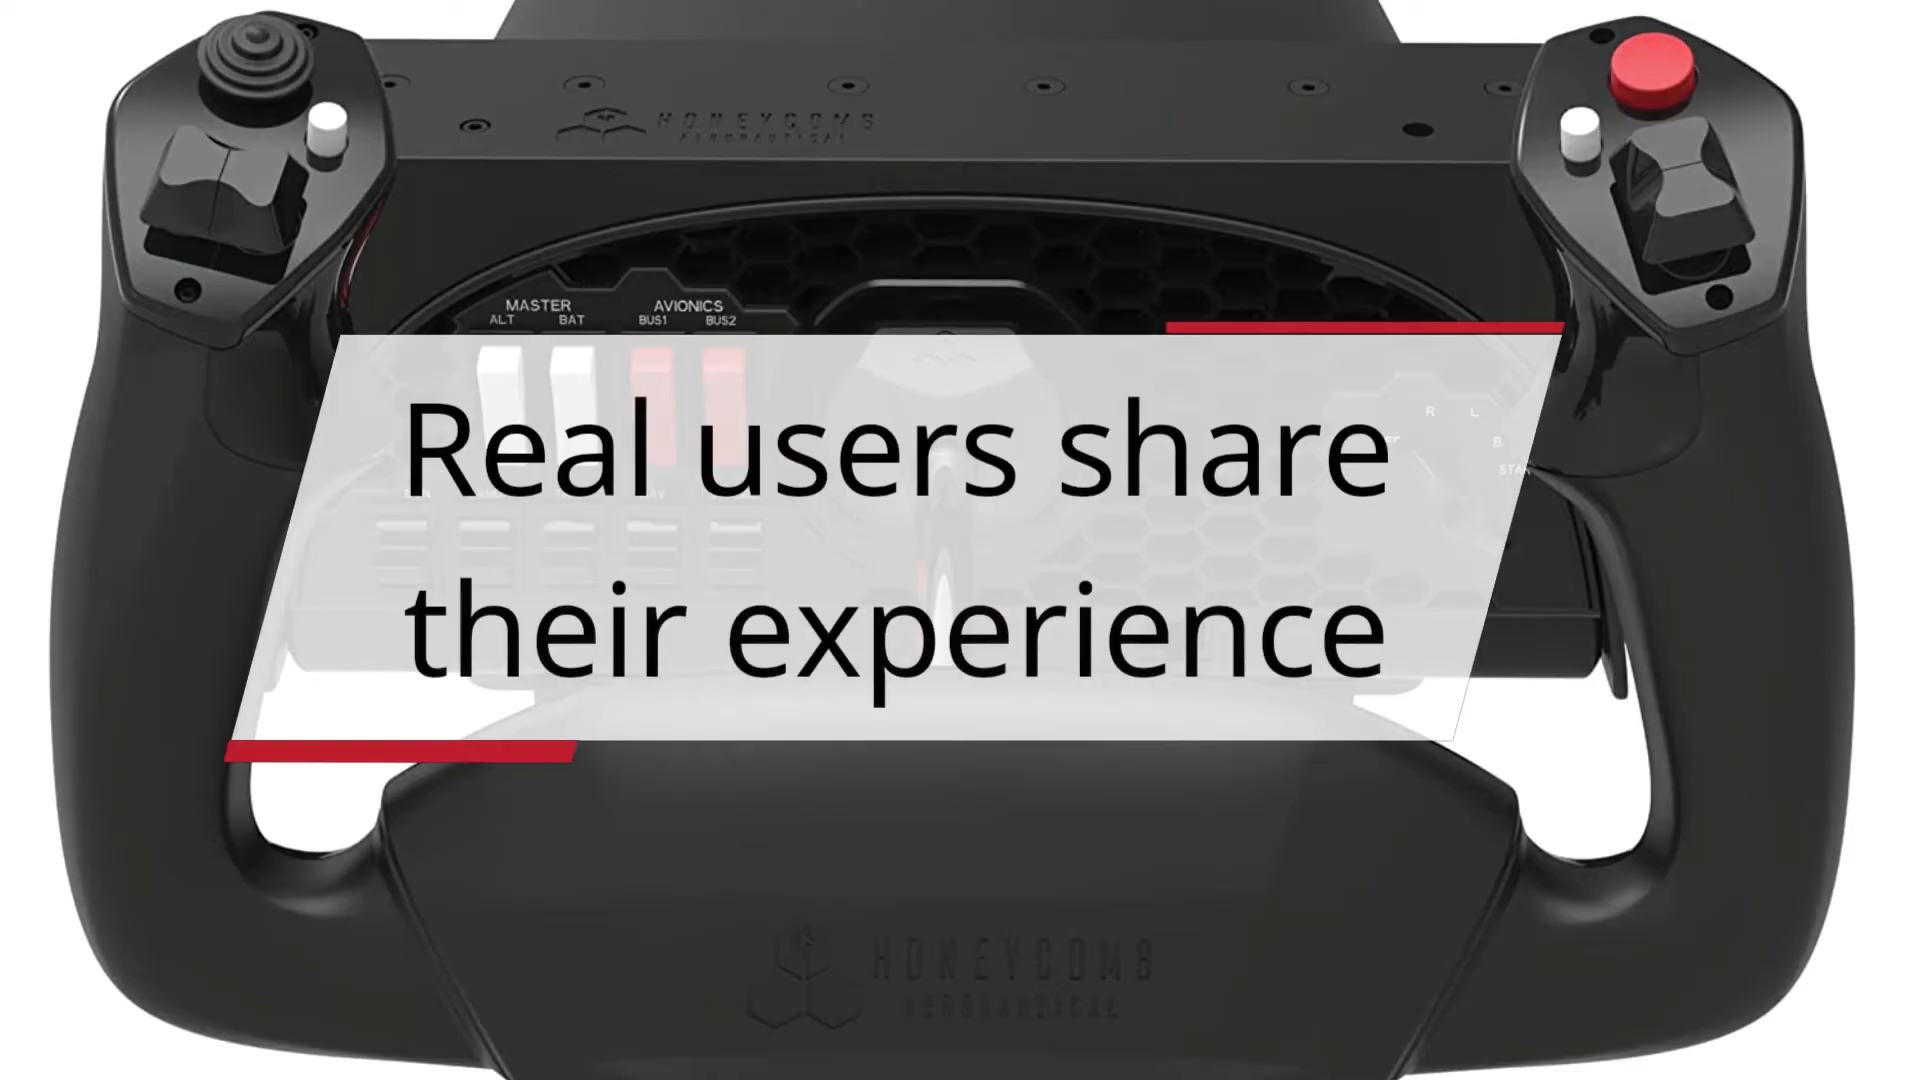 HONEYCOMB
AERONAUTICAL
MASTER
AVIONICS
ALT BAT BUS1 BUS2
R L
B
Real users share
their experience
HONEYCOMB
AERONAUTICAL